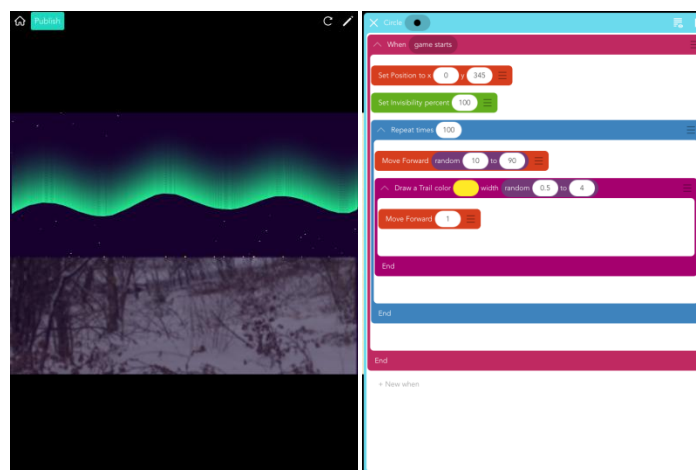 Publish
Circle
When game starts
Set Position to x 0 y 345
Set Invisibility percent 100
Repeat times 100
Move Forward random 10 to 90
Draw a Trail color width random 0.5 to 4
Move Forward 1
End
End
End
+ New when